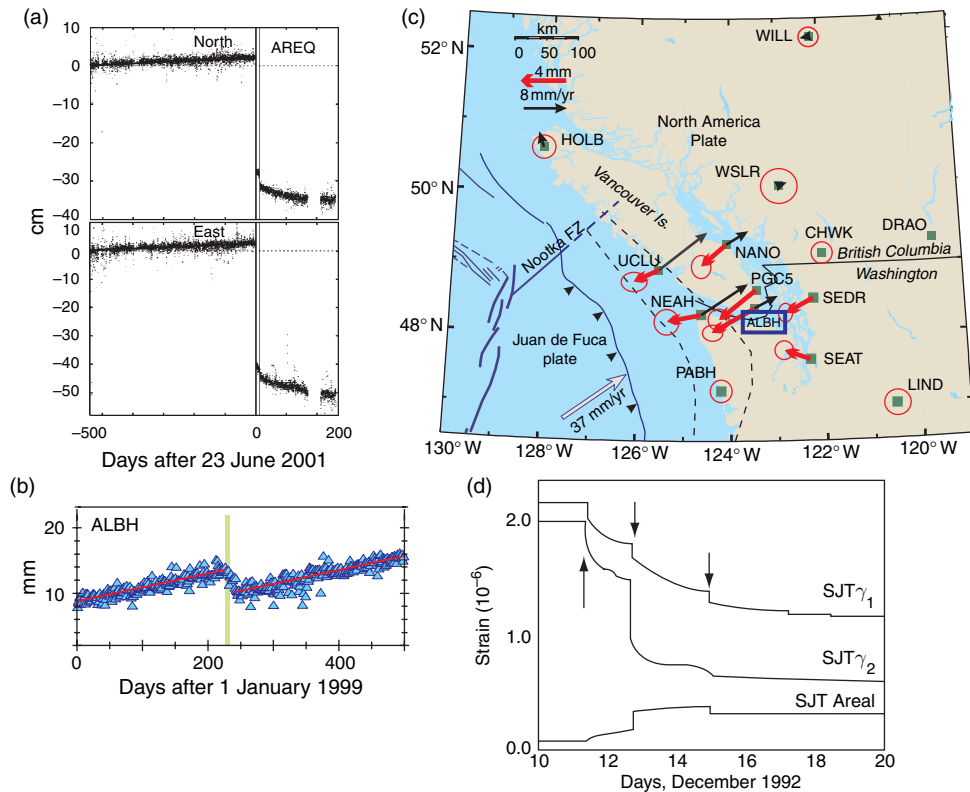 (a)
North
AREQ
10
0
−10
−20
−30
−40
cm
10
East
0
−10
−20
−30
−40
−50
−500
0
200
Days after 23 June 2001
(b)
ALBH
20
mm
10
0
200
400
Days after 1 January 1999
(c)
52°N
50°N
48°N
km
0 50 100
4 mm
8 mm/yr
WILL
North America
Plate
HOLB
WSLR
Vancouver Is.
Nootka FZ
DRAO
CHWK
British Columbia
Washington
UCLU
NANO
PGC5
NEAH
SEDR
ALBH
Juan de Fuca
plate
SEAT
PABH
LIND
37 mm/yr
130°W
128°W
126°W
124°W
122°W
120°W
(d)
Strain (10−6)
2.0
1.0
0.0
SJTγ1
SJTγ2
SJT Areal
10 12 14 16 18 20
Days, December 1992